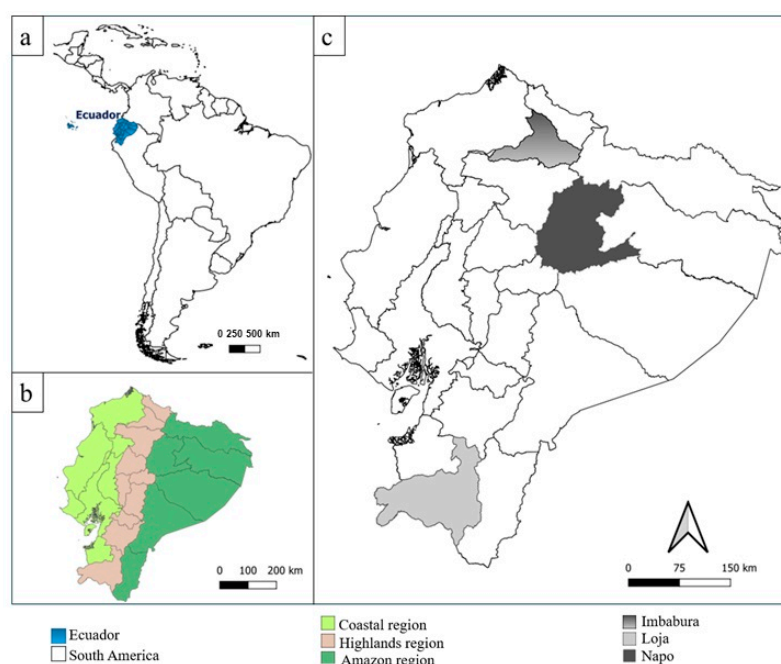 a
Ecuador
0 250 500 km
b
0 100 200 km
c
0 75 150 km
Ecuador
South America
Coastal region
Highlands region
Amazon region
Imbabura
Loja
Napo